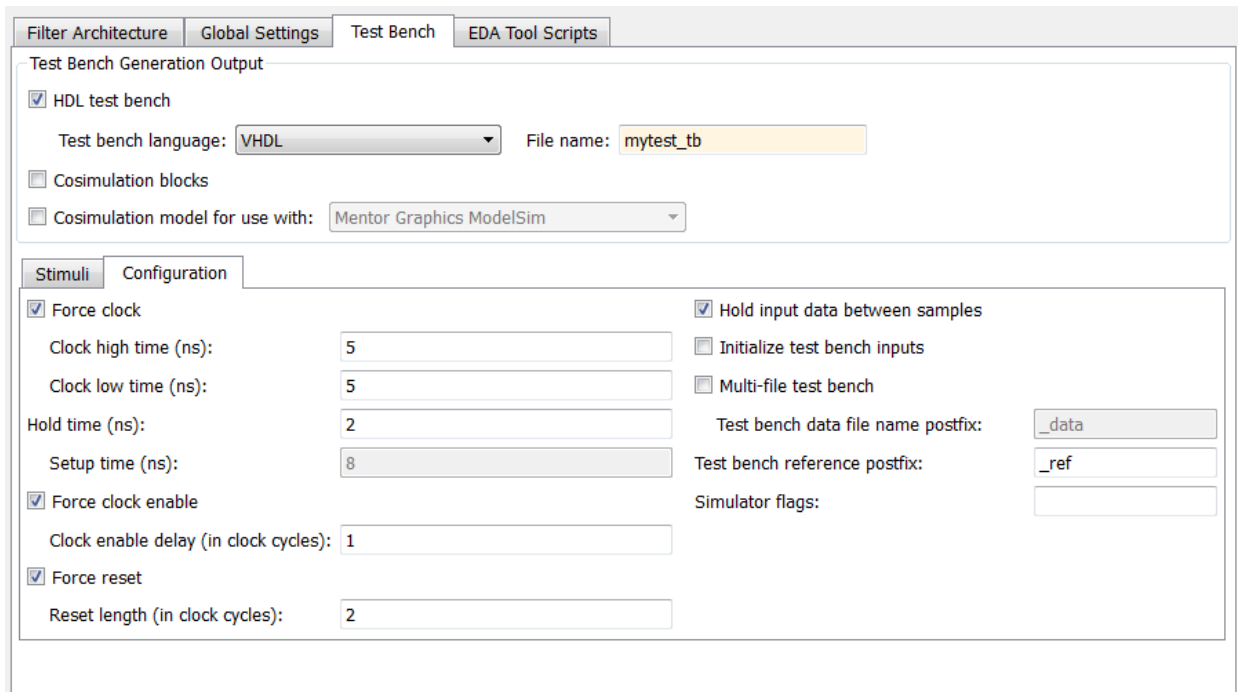 Filter Architecture Global Settings Test Bench EDA Tool Scripts
Test Bench Generation Output
HDL test bench
Test bench language: VHDL File name: mytest_tb
Cosimulation blocks
Cosimulation model for use with: Mentor Graphics ModelSim
Stimuli Configuration
Force clock Hold input data between samples
Clock high time (ns): 5 Initialize test bench inputs
Clock low time (ns): 5 Multi-file test bench
Hold time (ns): 2 Test bench data file name postfix: _data
Setup time (ns): 8 Test bench reference postfix: _ref
Force clock enable Simulator flags:
Clock enable delay (in clock cycles): 1
Force reset
Reset length (in clock cycles): 2